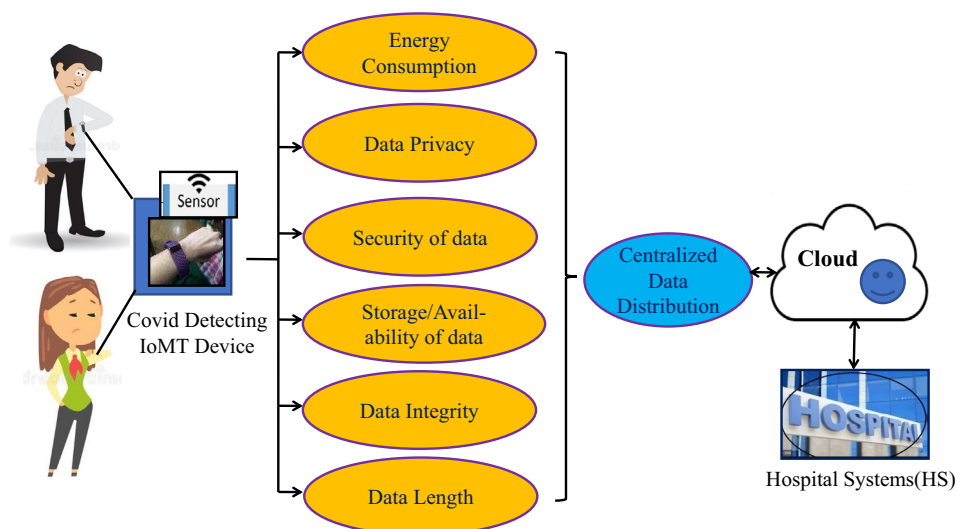 Energy
Consumption
Data Privacy
Sensor
Security of data
Centralized
Data
Distribution
Cloud
Storage/Avail-
ability of data
Covid Detecting
IoMT Device
Data Integrity
HOSPITAL
Hospital Systems(HS)
Data Length